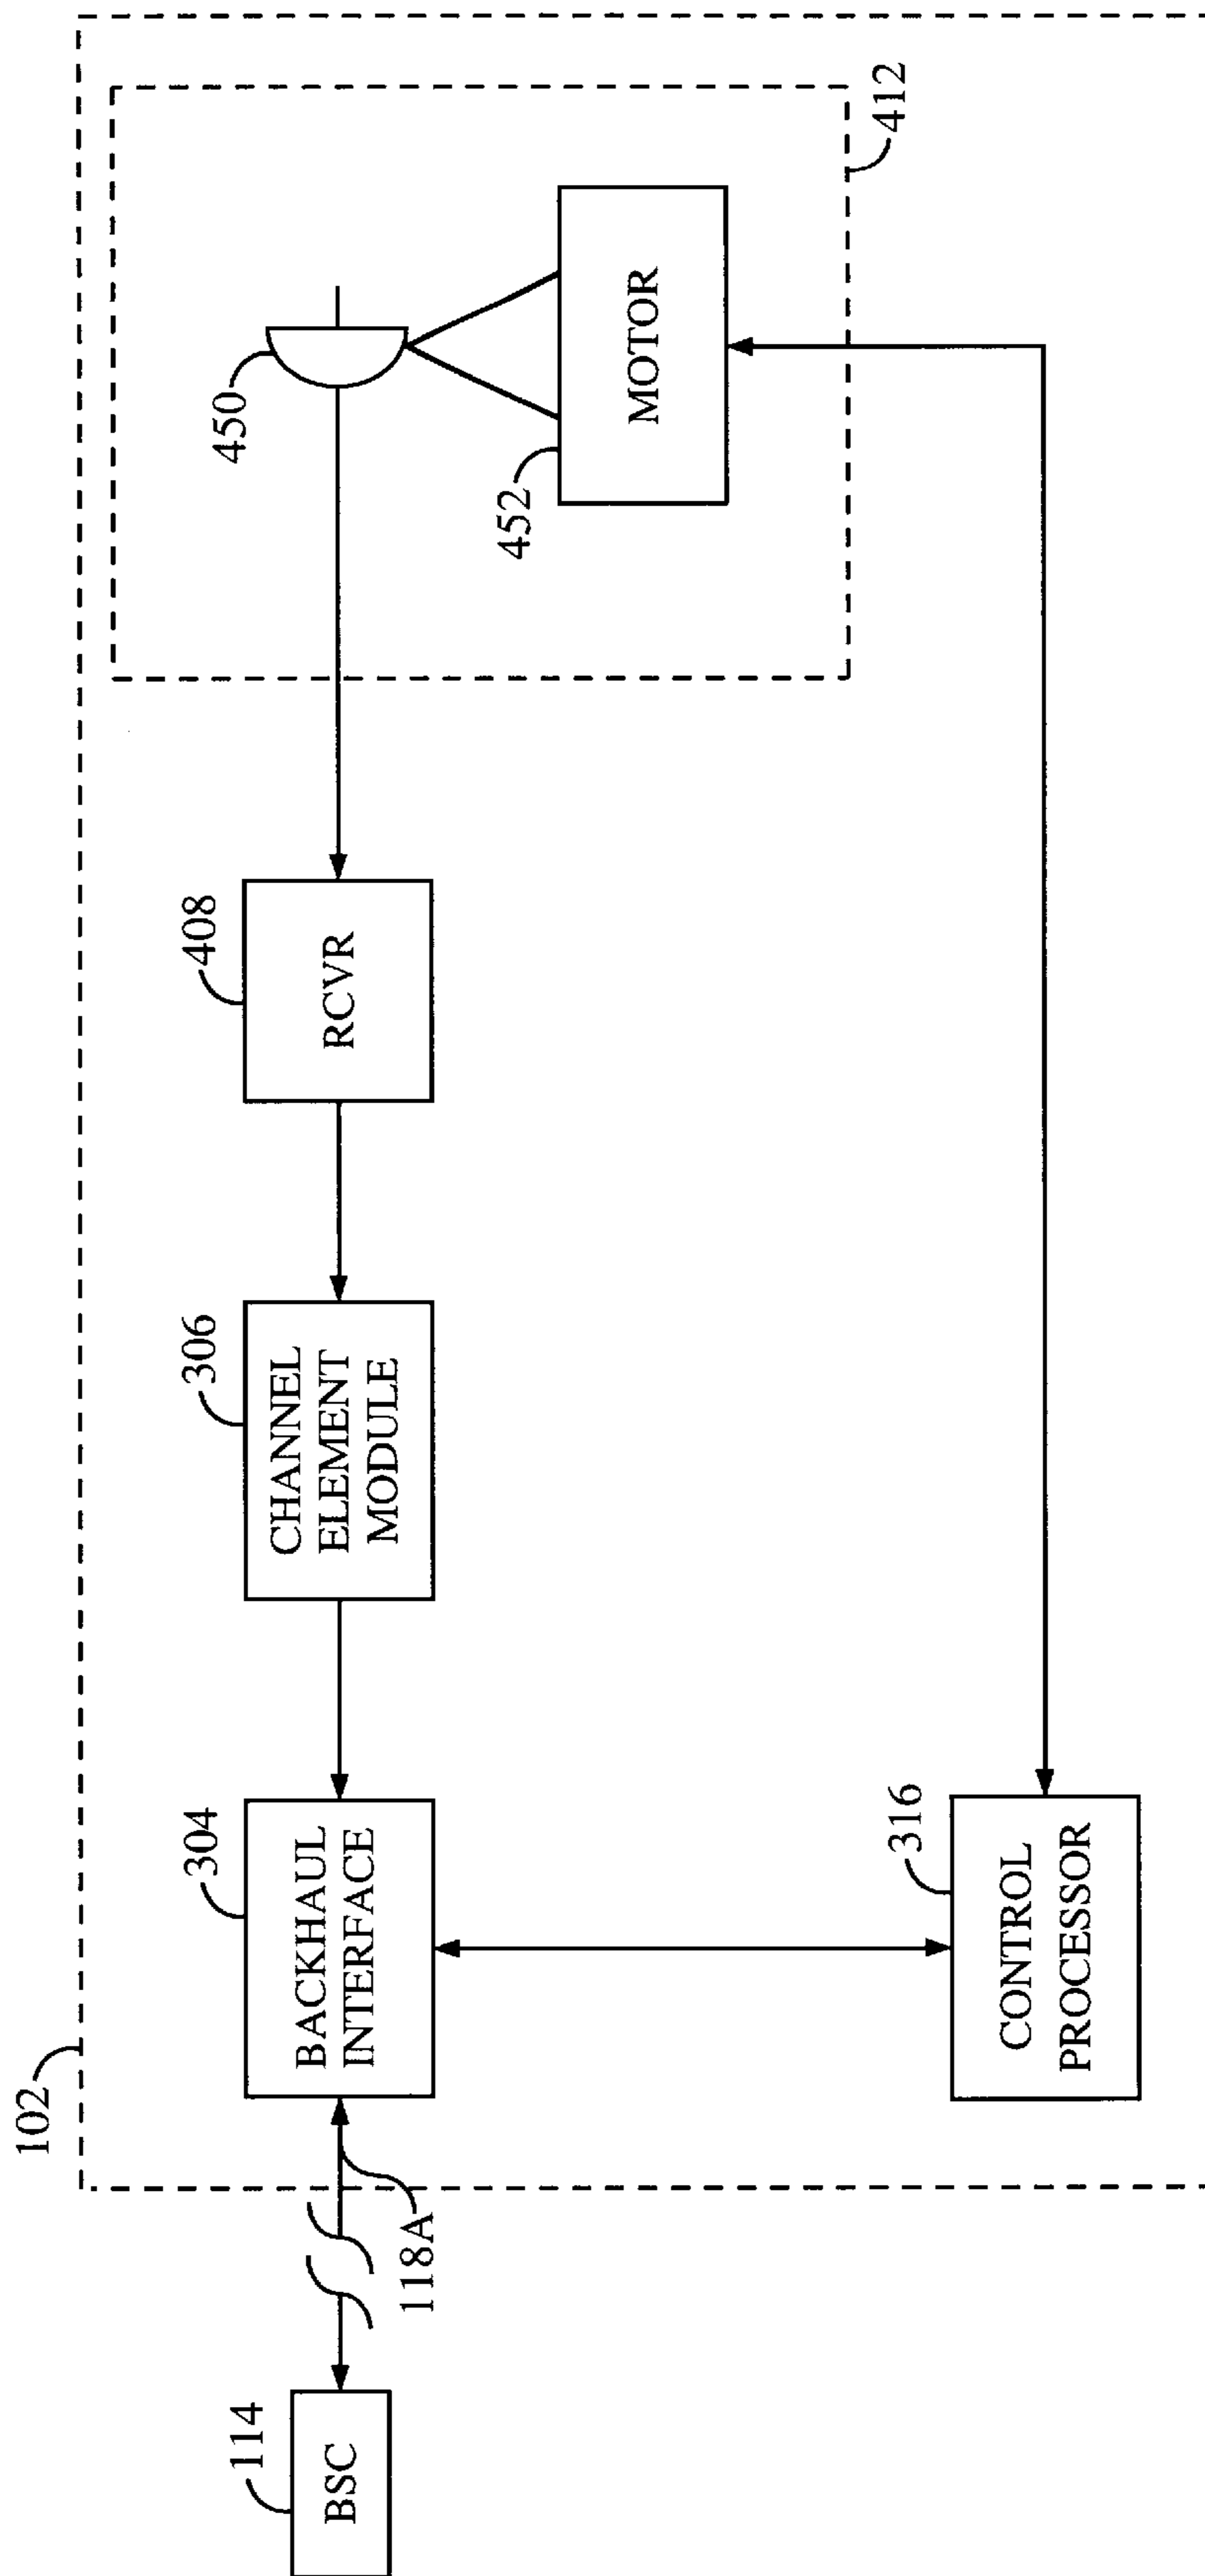 102
114
BSC
118A
304
BACKHAUL
INTERFACE
306
CHANNEL
ELEMENT
MODULE
408
RCVR
450
452
MOTOR
412
316
CONTROL
PROCESSOR